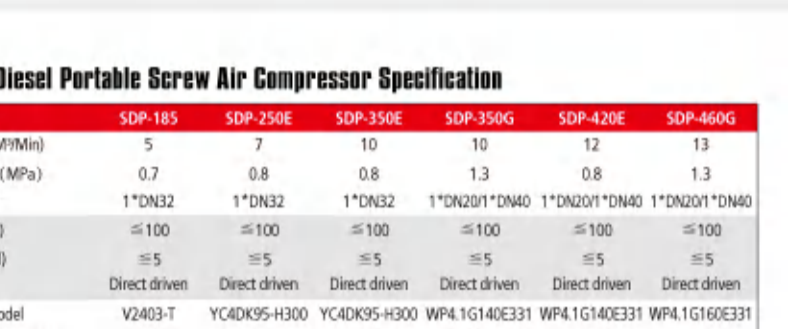 Diesel Portable Screw Air Compressor Specification
SDP-185 SDP-250E SDP-350E SDP-350G SDP-420E SDP-460G
M³/Min) 5 7 10 10 12 13
(MPa) 0.7 0.8 0.8 1.3 0.8 1.3
1*DN32 1*DN32 1*DN32 1*DN20/1*DN40 1*DN20/1*DN40 1*DN20/1*DN40
) ≦100 ≦100 ≦100 ≦100 ≦100 ≦100
) ≦5 ≦5 ≦5 ≦5 ≦5 ≦5
Direct driven Direct driven Direct driven Direct driven Direct driven Direct driven
odel V2403-T YC4DK95-H300 YC4DK95-H300 WP4.1G140E331 WP4.1G140E331 WP4.1G160E331